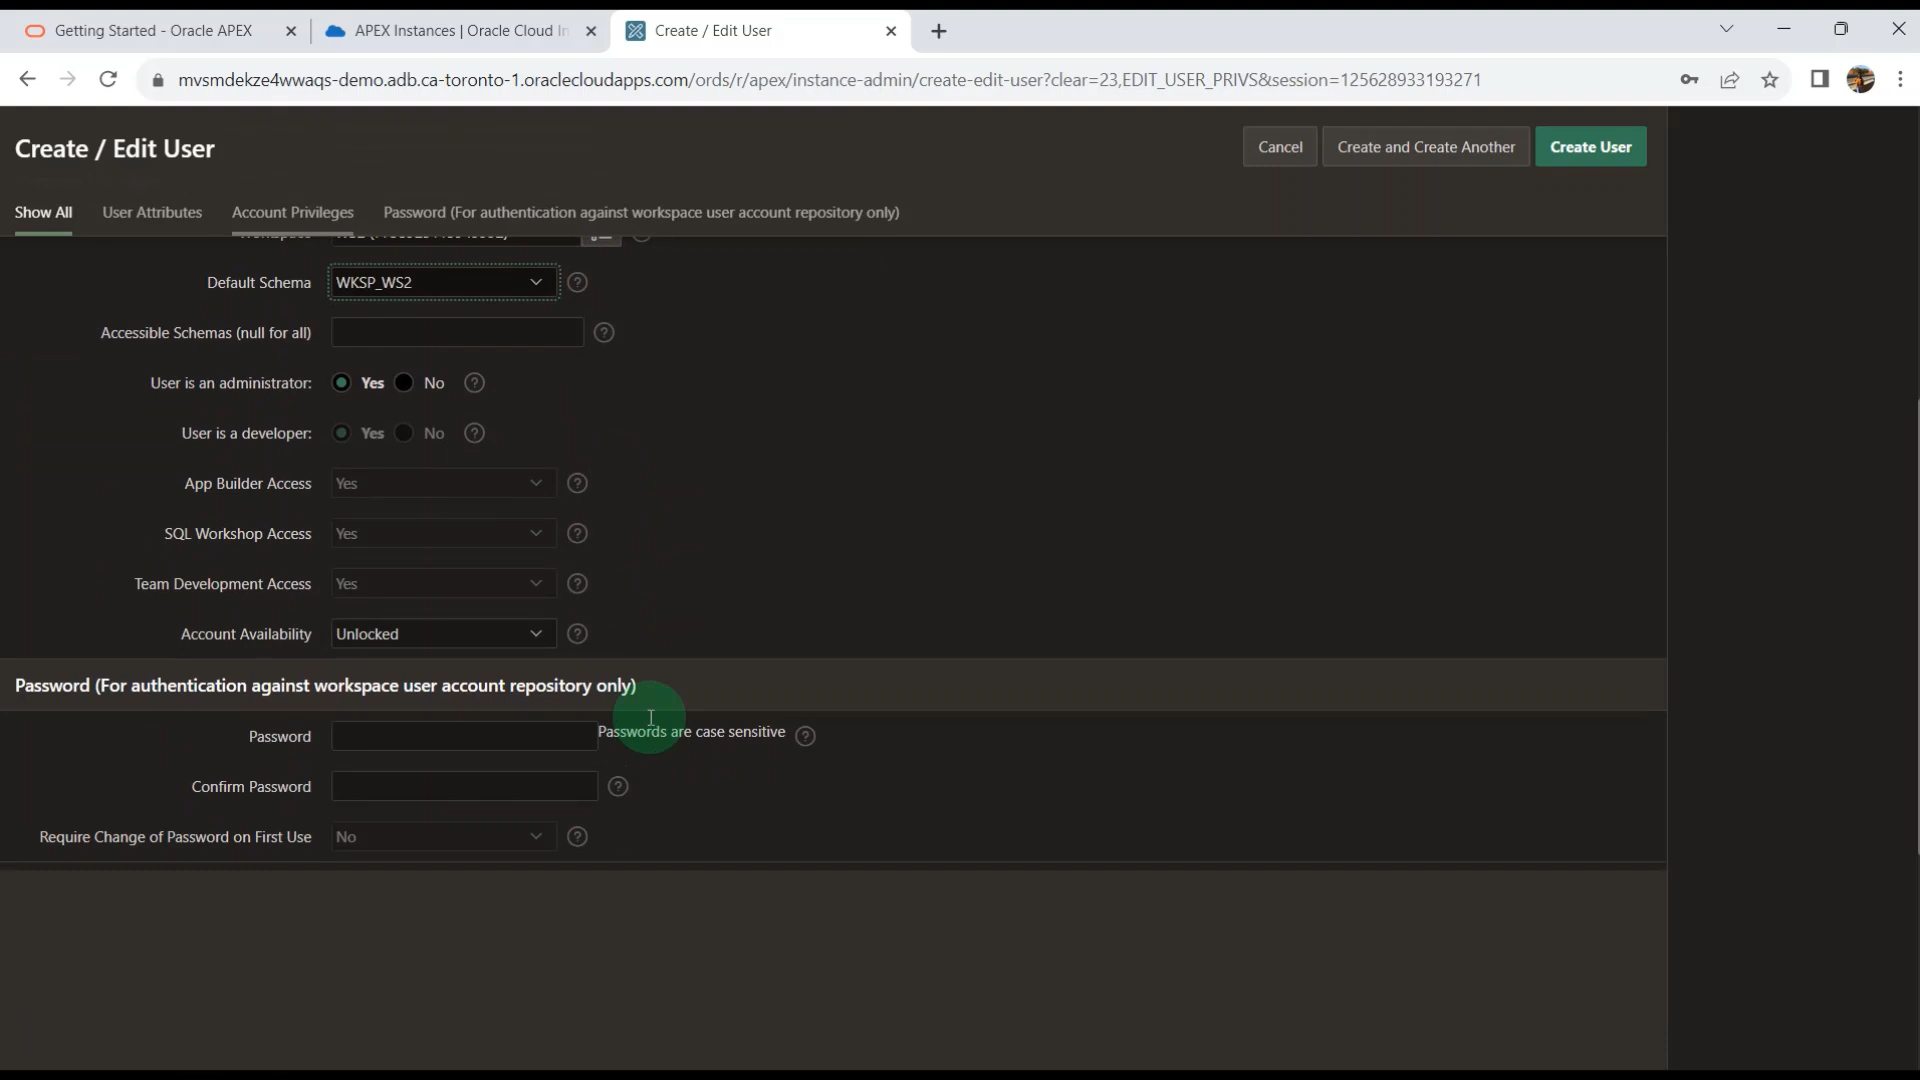 Getting Started - Oracle APEX
APEX Instances | Oracle Cloud In
Create / Edit User
mvsmdekze4wwaqs-demo.adb.ca-toronto-1.oraclecloudapps.com/ords/r/apex/instance-admin/create-edit-user?clear=23,EDIT_USER_PRIVS&session=125628933193271
Create / Edit User
Cancel
Create and Create Another
Create User
Show All
User Attributes
Account Privileges
Password (For authentication against workspace user account repository only)
Default Schema WKSP_WS2
Accessible Schemas (null for all)
User is an administrator: Yes No
User is a developer: Yes No
App Builder Access Yes
SQL Workshop Access Yes
Team Development Access Yes
Account Availability Unlocked
Password (For authentication against workspace user account repository only)
Password Passwords are case sensitive
Confirm Password
Require Change of Password on First Use No